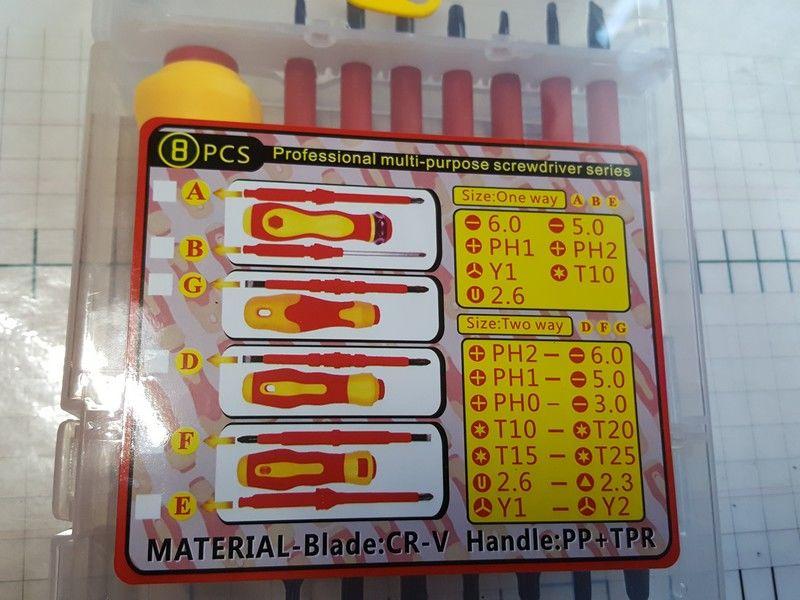 8 PCS Professional multi-purpose screwdriver series
A
B
G
D
F
E
Size:One way A B E
6.0 5.0
PH1 PH2
Y1 T10
U 2.6
Size:Two way D F G
PH2 – 6.0
PH1 – 5.0
PH0 – 3.0
T10 – T20
T15 – T25
U 2.6 – 2.3
Y1 – Y2
MATERIAL-Blade:CR-V Handle:PP+TPR